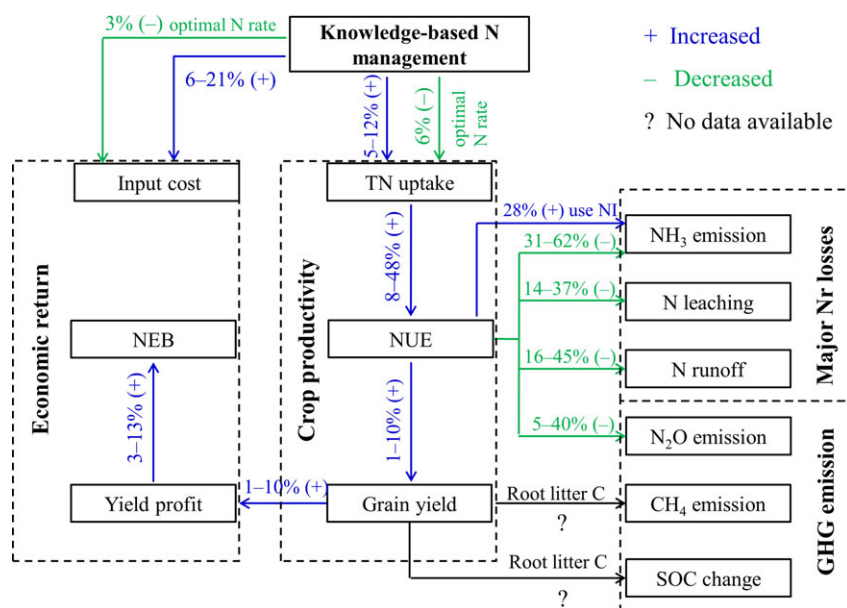 3% (–) optimal N rate
Knowledge-based N
management
+ Increased
– Decreased
? No data available
6–21% (+)
5–12% (+)
6% (–)
optimal
N rate
Input cost
TN uptake
28% (+) use NI
NH₃ emission
31–62% (–)
8–48% (+)
14–37% (–)
N leaching
Major Nr losses
Economic return
NEB
Crop productivity
NUE
16–45% (–)
N runoff
3–13% (+)
1–10% (+)
5–40% (–)
N₂O emission
Yield profit
1–10% (+)
Grain yield
Root litter C
?
CH₄ emission
GHG emission
Root litter C
?
SOC change